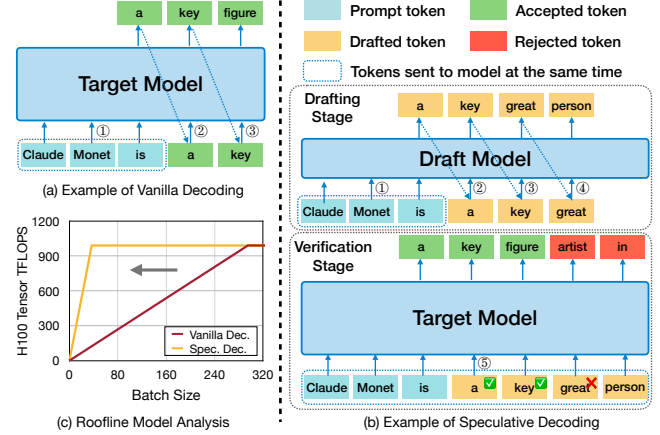 a key figure
Target Model
① ② ③
Claude Monet is a key
(a) Example of Vanilla Decoding
H100 Tensor TFLOPS
1200
900
600
300
0
Vanilla Dec.
Spec. Dec.
0 80 160 240 320
Batch Size
(c) Roofline Model Analysis
Prompt token
Accepted token
Drafted token
Rejected token
Tokens sent to model at the same time
Drafting
Stage
a key great person
Draft Model
① ② ③ ④
Claude Monet is a key great
Verification
Stage
a key figure artist in
Target Model
⑤
Claude Monet is a key great person
(b) Example of Speculative Decoding